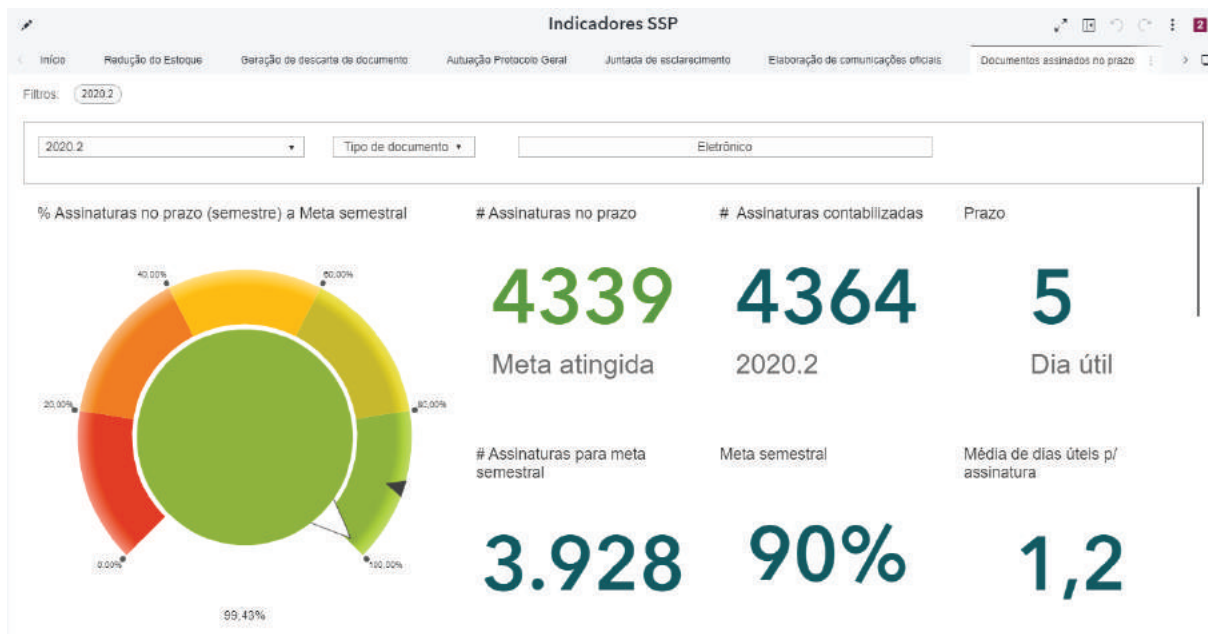 Indicadores SSP
2
Início Redução do Estoque Geração de descarte de documento Autuação Protocolo Geral Juntada de esclarecimento Elaboração de comunicações oficiais Documentos assinados no prazo
Filtros: 2020.2
2020.2 Tipo de documento Eletrônico
% Assinaturas no prazo (semestre) a Meta semestral
40,00%
60,00%
20,00%
80,00%
0,00%
100,00%
99,43%
# Assinaturas no prazo # Assinaturas contabilizadas Prazo
4339 4364 5
Meta atingida 2020.2 Dia útil
# Assinaturas para meta semestral
Meta semestral
Média de dias úteis p/ assinatura
3.928 90% 1,2